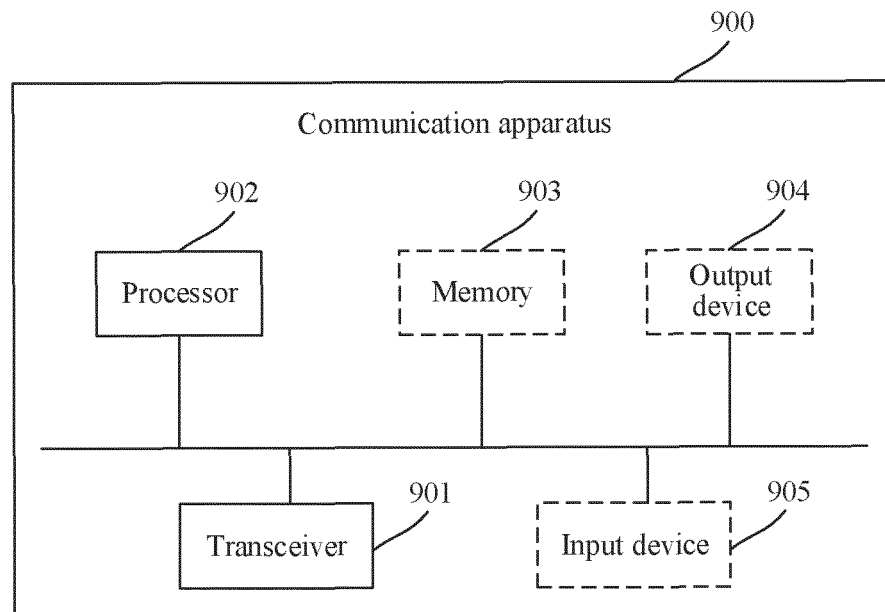 900
Communication apparatus
902
903
904
Processor
Memory
Output
device
901
905
Transceiver
Input device